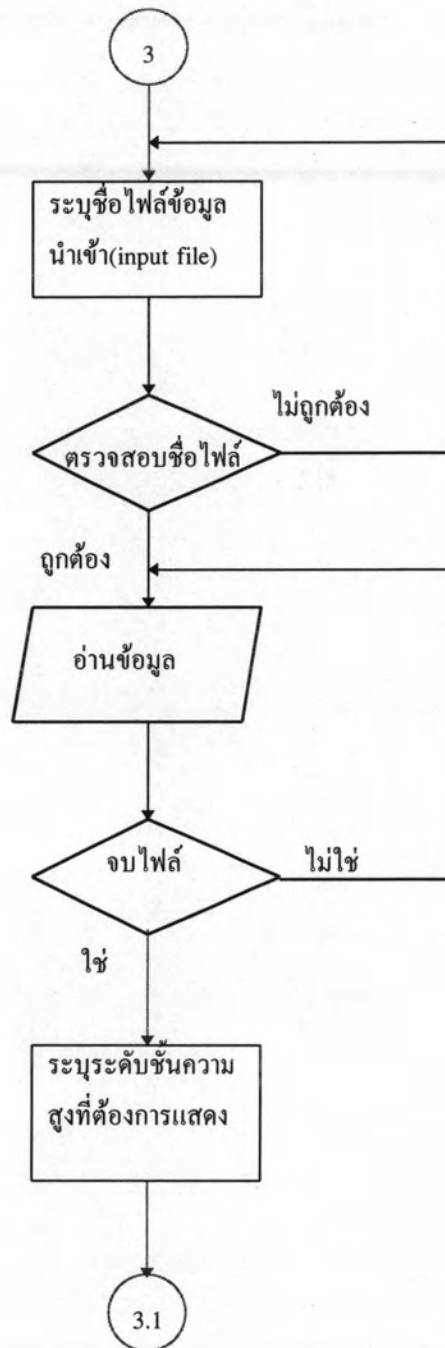 3
ระบุชื่อไฟล์ข้อมูล
นำเข้า(input file)
ไม่ถูกต้อง
ตรวจสอบชื่อไฟล์
ถูกต้อง
อ่านข้อมูล
จบไฟล์
ไม่ใช่
ใช่
ระบุระดับชั้นความ
สูงที่ต้องการแสดง
3.1